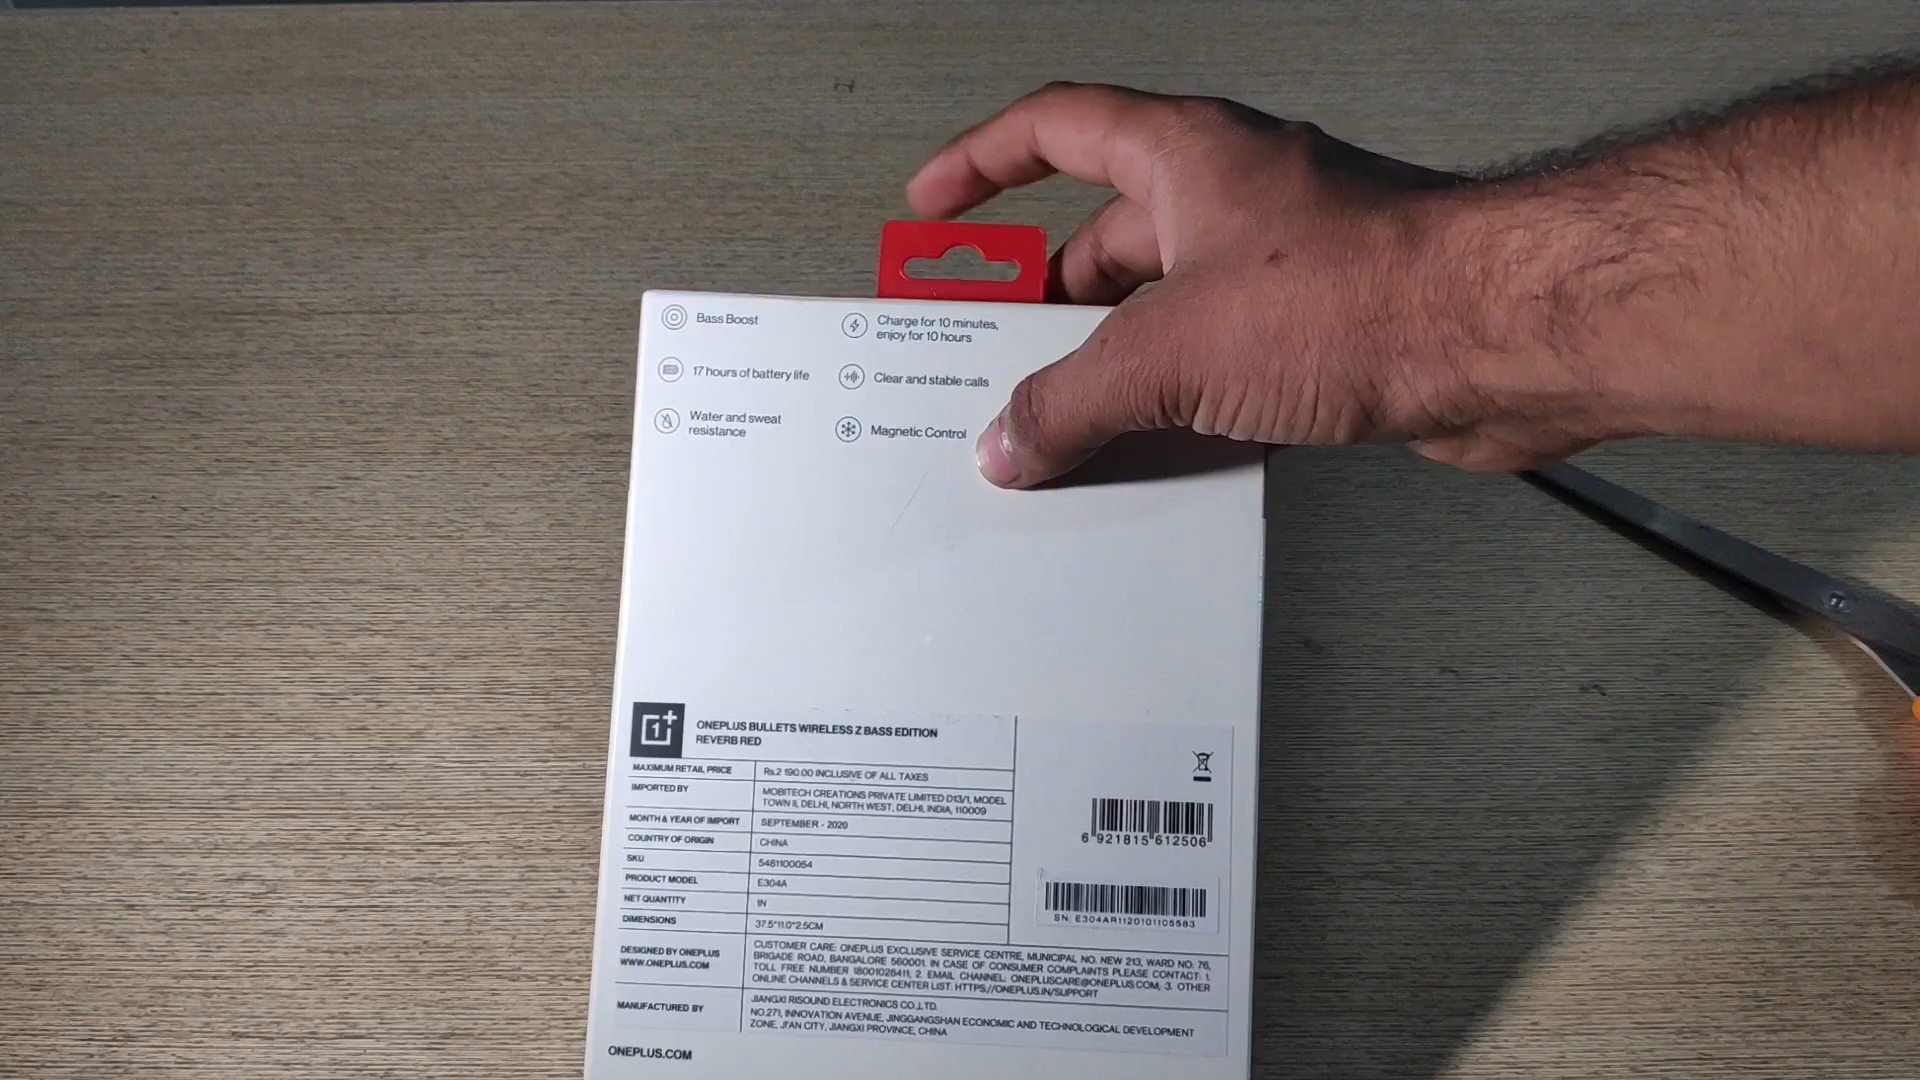 Bass Boost
Charge for 10 minutes,
enjoy for 10 hours
17 hours of battery life
Clear and stable calls
Water and sweat
resistance
Magnetic Control
ONEPLUS BULLETS WIRELESS Z BASS EDITION
REVERB RED
MAXIMUM RETAIL PRICE Rs.2 190.00 INCLUSIVE OF ALL TAXES
IMPORTED BY MOBITECH CREATIONS PRIVATE LIMITED D13/1, MODEL
TOWN II, DELHI, NORTH WEST, DELHI, INDIA, 110009
MONTH & YEAR OF IMPORT SEPTEMBER - 2020
COUNTRY OF ORIGIN CHINA
SKU 5481100054
PRODUCT MODEL E304A
NET QUANTITY 1N
DIMENSIONS 37.5*11.0*2.5CM
6 921815 612506
SN: E304AR1120101105583
DESIGNED BY ONEPLUS
WWW.ONEPLUS.COM
CUSTOMER CARE: ONEPLUS EXCLUSIVE SERVICE CENTRE, MUNICIPAL NO. NEW 213, WARD NO: 76,
BRIGADE ROAD, BANGALORE 560001. IN CASE OF CONSUMER COMPLAINTS PLEASE CONTACT: 1.
TOLL FREE NUMBER 18001028411, 2. EMAIL CHANNEL: ONEPLUSCARE@ONEPLUS.COM, 3. OTHER
ONLINE CHANNELS & SERVICE CENTER LIST: HTTPS://ONEPLUS.IN/SUPPORT
MANUFACTURED BY JIANGXI RISOUND ELECTRONICS CO.,LTD.
NO.271, INNOVATION AVENUE, JINGGANGSHAN ECONOMIC AND TECHNOLOGICAL DEVELOPMENT
ZONE, JI'AN CITY, JIANGXI PROVINCE, CHINA
ONEPLUS.COM